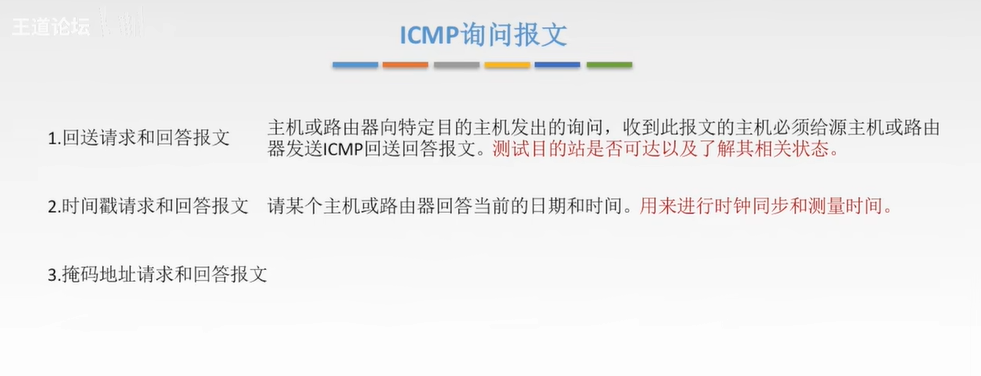 王道论坛
ICMP询问报文
1.回送请求和回答报文
主机或路由器向特定目的主机发出的询问，收到此报文的主机必须给源主机或路由
器发送ICMP回送回答报文。测试目的站是否可达以及了解其相关状态。
2.时间戳请求和回答报文
请某个主机或路由器回答当前的日期和时间。用来进行时钟同步和测量时间。
3.掩码地址请求和回答报文